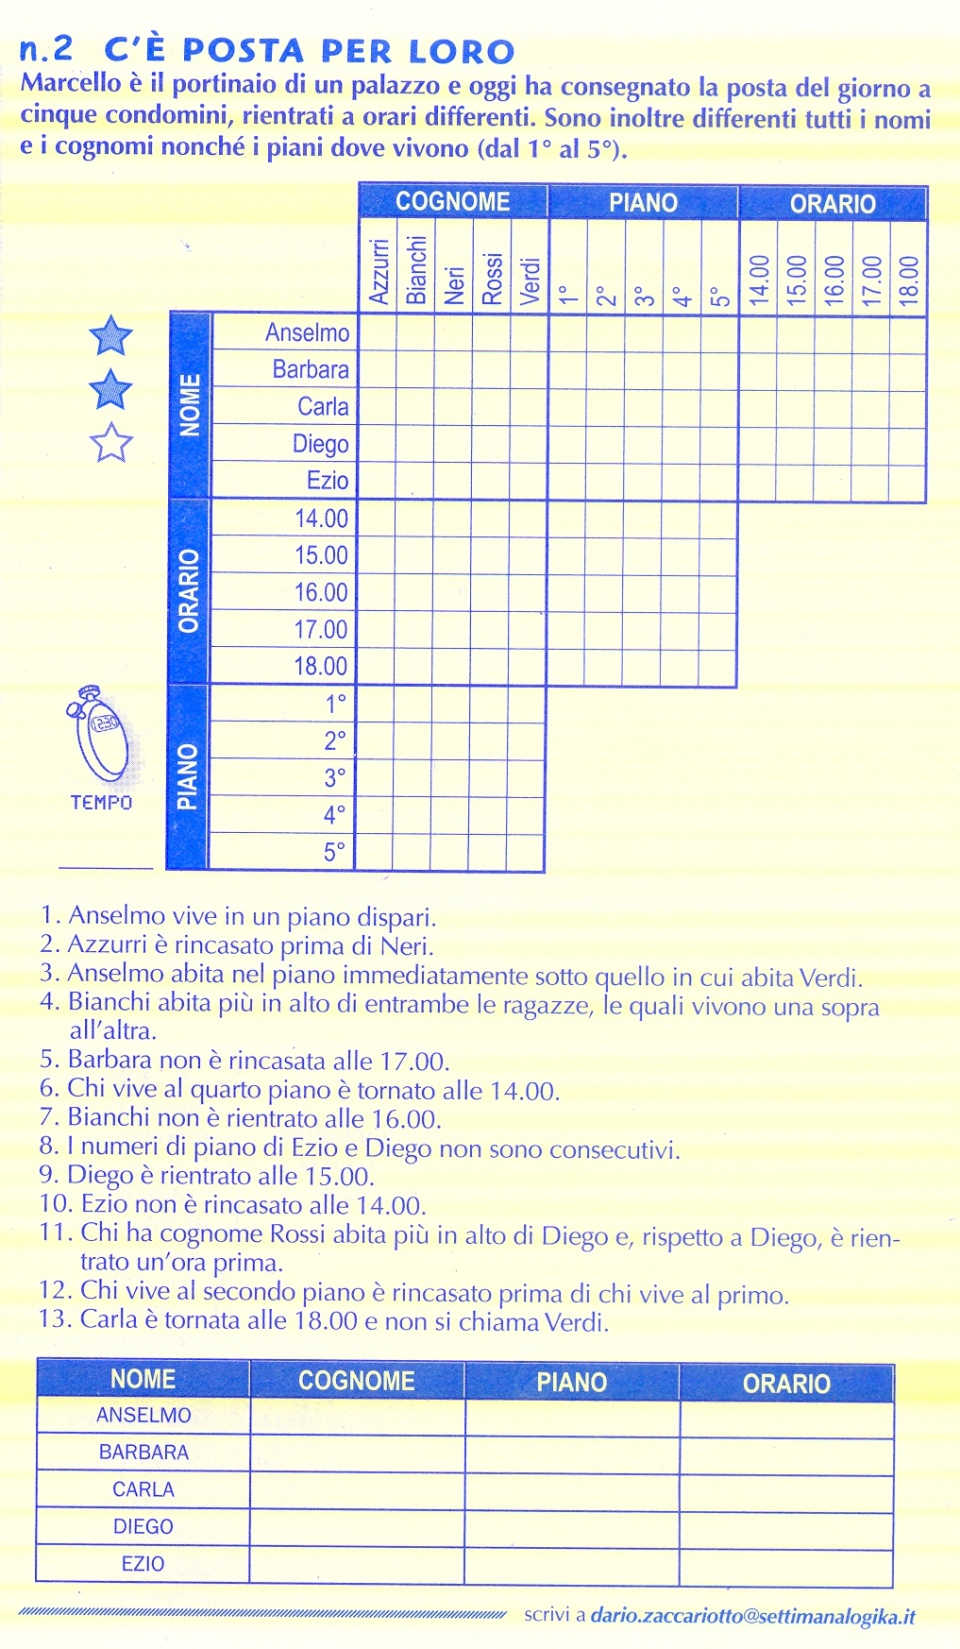 n.2 C'È POSTA PER LORO
Marcello è il portinaio di un palazzo e oggi ha consegnato la posta del giorno a
cinque condomini, rientrati a orari differenti. Sono inoltre differenti tutti i nomi
e i cognomi nonché i piani dove vivono (dal 1° al 5°).
COGNOME PIANO ORARIO
Azzurri Bianchi Neri Rossi Verdi 1° 2° 3° 4° 5° 14.00 15.00 16.00 17.00 18.00
NOME
Anselmo
Barbara
Carla
Diego
Ezio
ORARIO
14.00
15.00
16.00
17.00
18.00
PIANO
1°
2°
3°
4°
5°
12:30
TEMPO
1. Anselmo vive in un piano dispari.
2. Azzurri è rincasato prima di Neri.
3. Anselmo abita nel piano immediatamente sotto quello in cui abita Verdi.
4. Bianchi abita più in alto di entrambe le ragazze, le quali vivono una sopra
all'altra.
5. Barbara non è rincasata alle 17.00.
6. Chi vive al quarto piano è tornato alle 14.00.
7. Bianchi non è rientrato alle 16.00.
8. I numeri di piano di Ezio e Diego non sono consecutivi.
9. Diego è rientrato alle 15.00.
10. Ezio non è rincasato alle 14.00.
11. Chi ha cognome Rossi abita più in alto di Diego e, rispetto a Diego, è rien-
trato un'ora prima.
12. Chi vive al secondo piano è rincasato prima di chi vive al primo.
13. Carla è tornata alle 18.00 e non si chiama Verdi.
NOME COGNOME PIANO ORARIO
ANSELMO
BARBARA
CARLA
DIEGO
EZIO
scrivi a dario.zaccariotto@settimanalogika.it